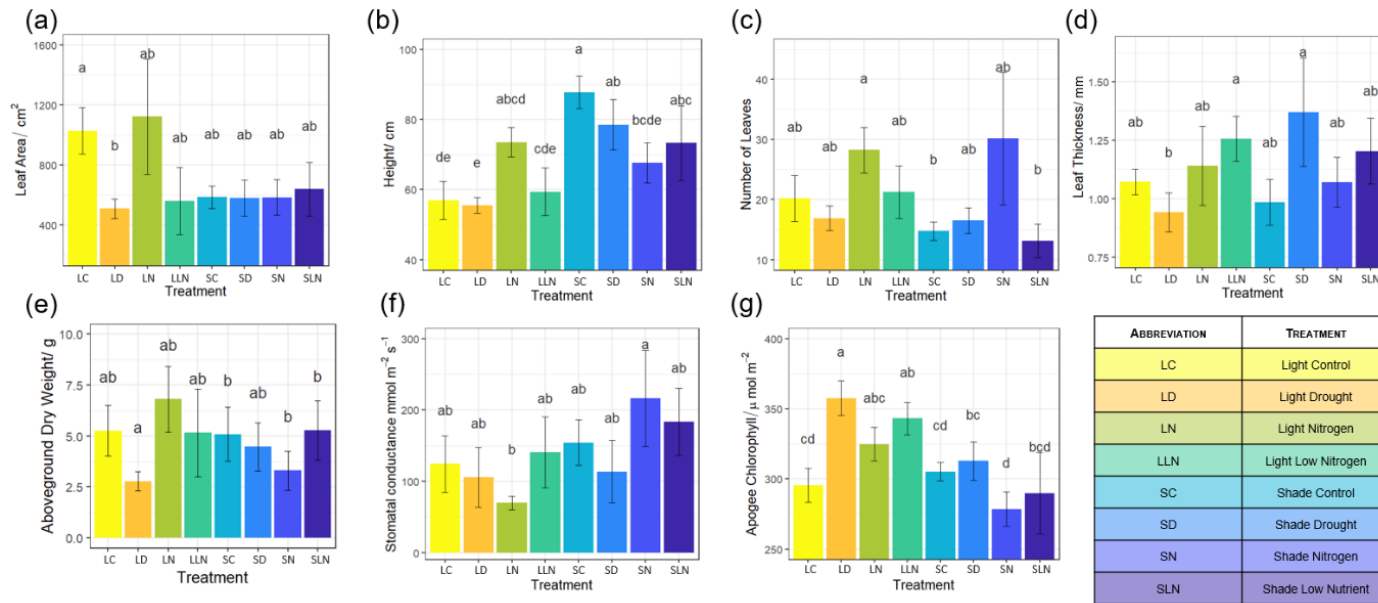 (a)
Leaf Area/ cm²
1600
1200
800
400
a
b
ab
ab
ab
ab
ab
ab
LC LD LN LLN SC SD SN SLN
Treatment
(b)
Height/ cm
100
80
60
40
de
e
abcd
cde
a
ab
bcde
abc
LC LD LN LLN SC SD SN SLN
Treatment
(c)
Number of Leaves
40
30
20
10
ab
ab
a
ab
b
ab
ab
b
LC LD LN LLN SC SD SN SLN
Treatment
(d)
Leaf Thickness/ mm
1.50
1.25
1.00
0.75
ab
b
ab
a
ab
a
ab
ab
LC LD LN LLN SC SD SN SLN
Treatment
(e)
Aboveground Dry Weight/ g
10.0
7.5
5.0
2.5
0.0
ab
a
ab
ab
b
ab
b
b
LC LD LN LLN SC SD SN SLN
Treatment
(f)
Stomatal conductance mmol m⁻² s⁻¹
300
200
100
0
ab
ab
b
ab
ab
ab
a
ab
LC LD LN LLN SC SD SN SLN
Treatment
(g)
Apogee Chlorophyll/ μ mol m⁻²
400
350
300
250
cd
a
abc
ab
cd
bc
d
bcd
LC LD LN LLN SC SD SN SLN
Treatment
ABBREVIATION TREATMENT
LC Light Control
LD Light Drought
LN Light Nitrogen
LLN Light Low Nitrogen
SC Shade Control
SD Shade Drought
SN Shade Nitrogen
SLN Shade Low Nutrient